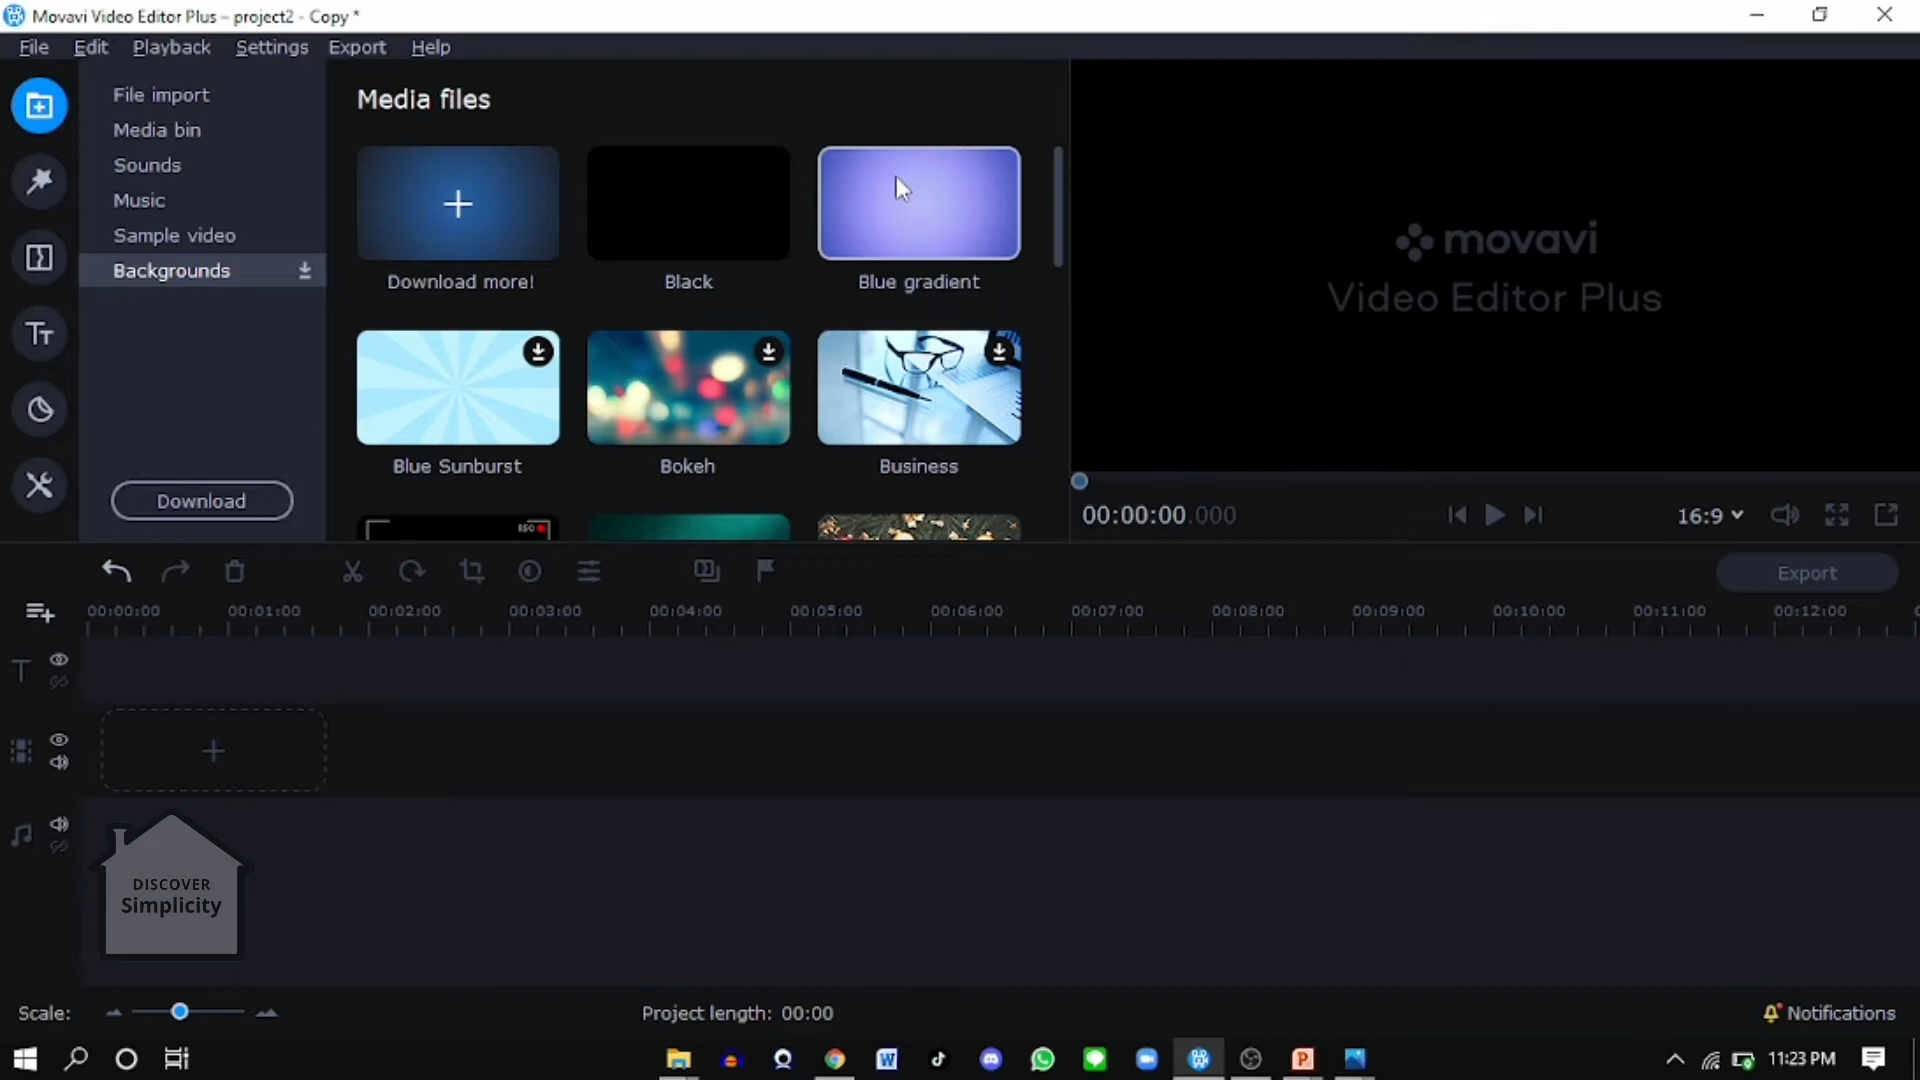 Movavi Video Editor Plus – project2 - Copy *
File Edit Playback Settings Export Help
File import
Media bin
Sounds
Music
Sample video
Backgrounds
Download
Media files
Download more!
Black
Blue gradient
Blue Sunburst
Bokeh
Business
ISO
movavi
Video Editor Plus
00:00:00.000
16:9
Export
00:00:00 00:01:00 00:02:00 00:03:00 00:04:00 00:05:00 00:06:00 00:07:00 00:08:00 00:09:00 00:10:00 00:11:00 00:12:00
DISCOVER
Simplicity
Scale:
Project length: 00:00
Notifications
11:23 PM